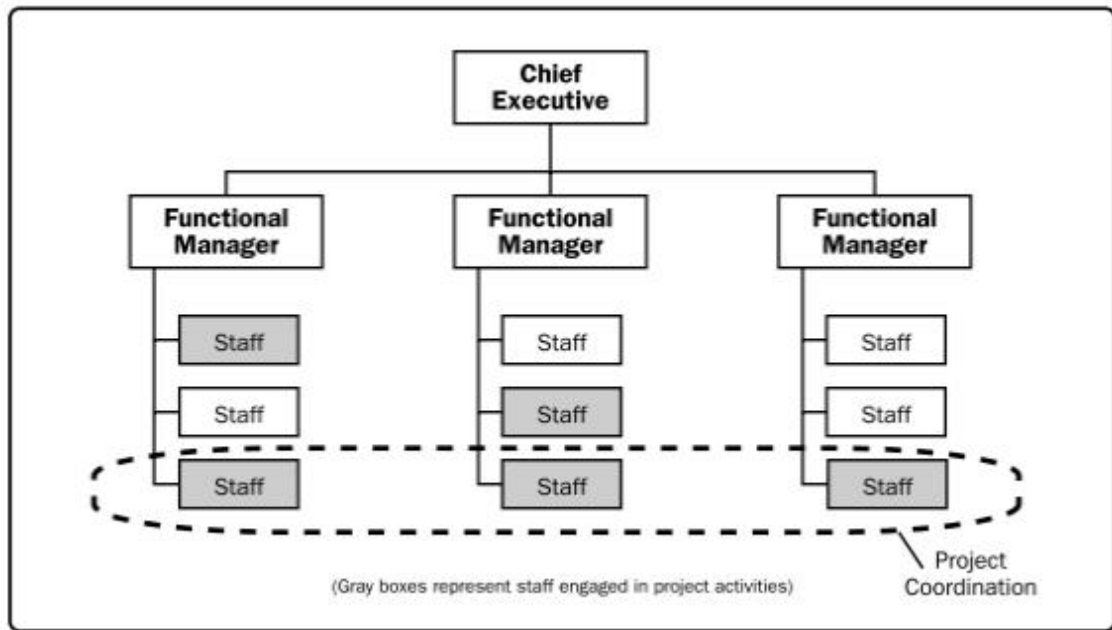 Chief
Executive
Functional
Manager
Functional
Manager
Functional
Manager
Staff
Staff
Staff
Staff
Staff
Staff
Staff
Staff
Staff
Project
Coordination
(Gray boxes represent staff engaged in project activities)